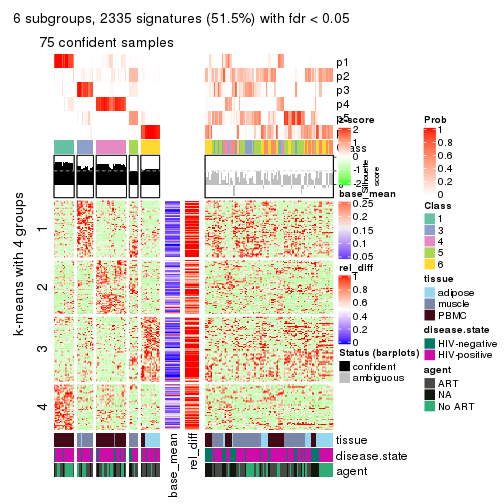 6 subgroups, 2335 signatures (51.5%) with fdr < 0.05
75 confident samples
p1
p2
p3
p4
p5
z-score
2
-2
Silhouette
score
base_mean
0.25
0.2
0.15
0.1
0.05
rel_diff
1
0.8
0.6
0.4
0.2
0
Status (barplots)
confident
ambiguous
Prob
1
0.8
0.6
0.4
0.2
0
Class
1
3
4
5
6
tissue
adipose
muscle
PBMC
disease.state
HIV-negative
HIV-positive
agent
ART
NA
No ART
k-means with 4 groups
1
2
3
4
tissue
disease.state
agent
base_mean
rel_diff